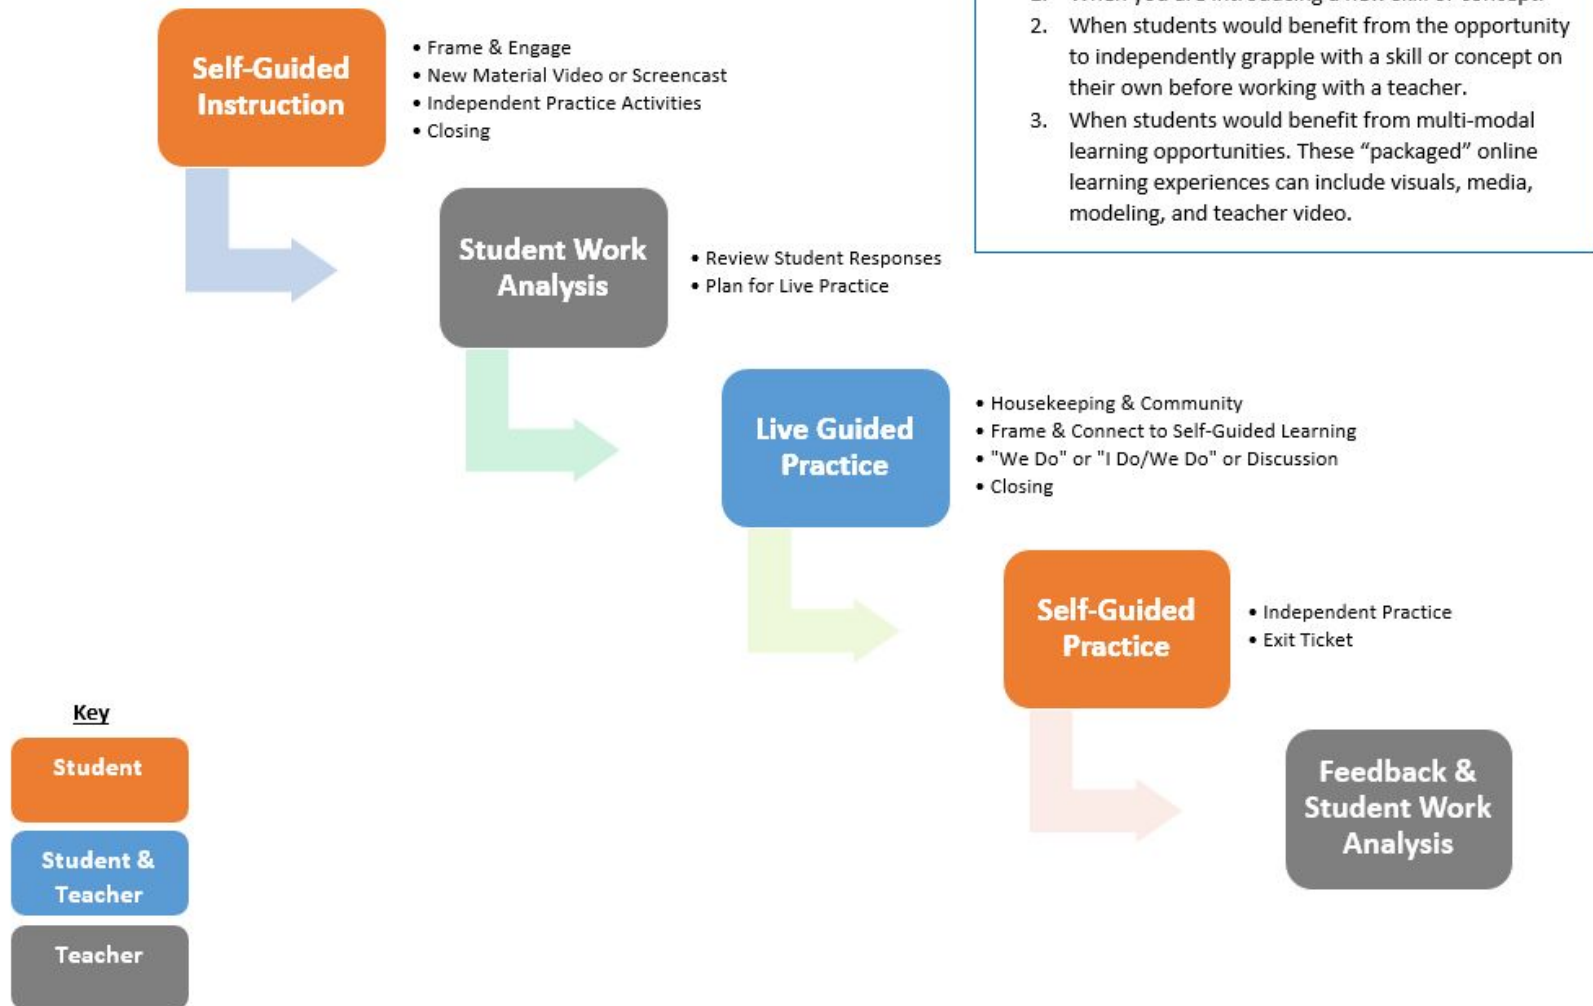 2. When students would benefit from the opportunity
to independently grapple with a skill or concept on
their own before working with a teacher.
3. When students would benefit from multi-modal
learning opportunities. These “packaged” online
learning experiences can include visuals, media,
modeling, and teacher video.
Self-Guided
Instruction
• Frame & Engage
• New Material Video or Screencast
• Independent Practice Activities
• Closing
Student Work
Analysis
• Review Student Responses
• Plan for Live Practice
Live Guided
Practice
• Housekeeping & Community
• Frame & Connect to Self-Guided Learning
• "We Do" or "I Do/We Do" or Discussion
• Closing
Self-Guided
Practice
• Independent Practice
• Exit Ticket
Feedback &
Student Work
Analysis
Key
Student
Student &
Teacher
Teacher